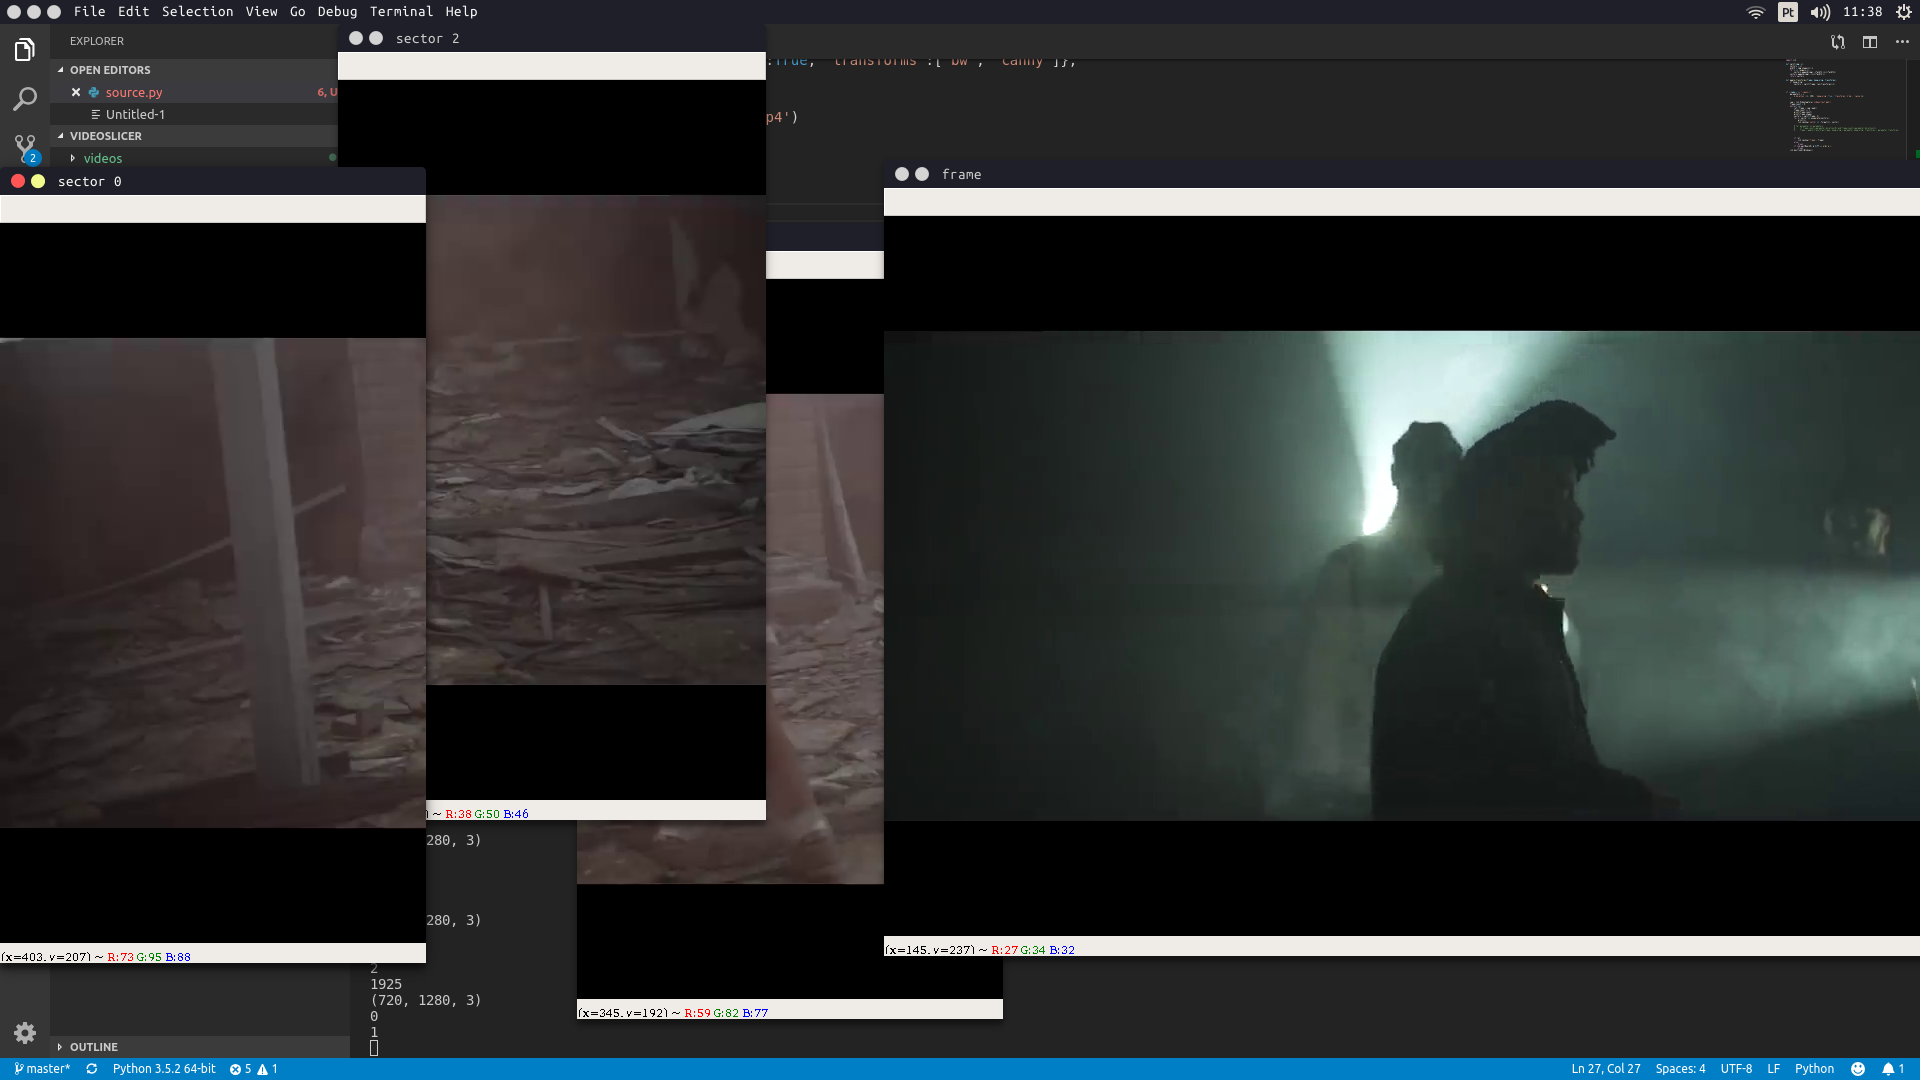 File Edit Selection View Go Debug Terminal Help
Pt 11:38
EXPLORER
OPEN EDITORS
source.py 6, U
Untitled-1
VIDEOSLICER
2
videos
sector 2
:True, 'transforms':['bw', 'canny']},
p4')
sector 0
frame
~ R:38 G:50 B:46
280, 3)
280, 3)
(x=403, y=207) ~ R:73 G:95 B:88
(x=145, y=237) ~ R:27 G:34 B:32
2
1925
(720, 1280, 3)
0
1
(x=345, y=192) ~ R:59 G:82 B:77
OUTLINE
master* Python 3.5.2 64-bit 5 1
Ln 27, Col 27 Spaces: 4 UTF-8 LF Python 1